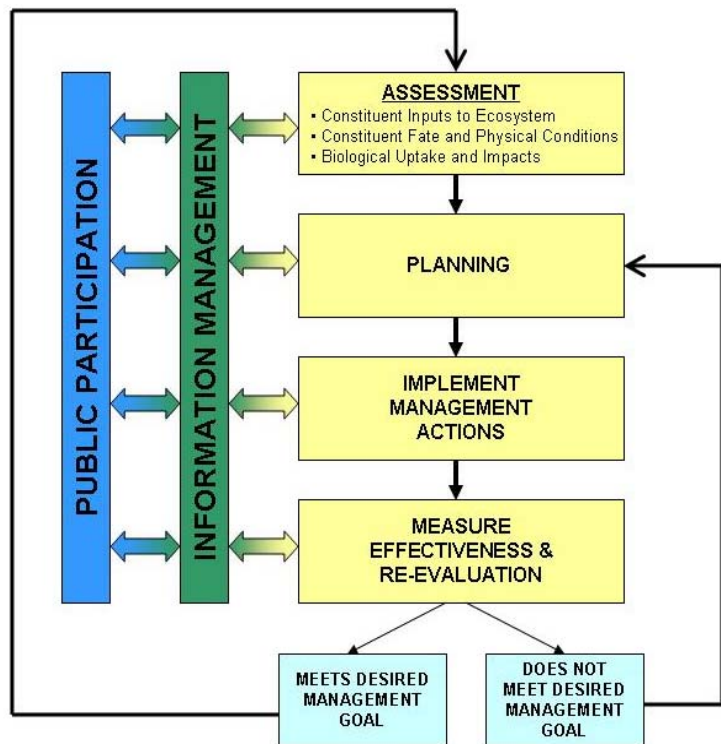 PUBLIC PARTICIPATION
INFORMATION MANAGEMENT
ASSESSMENT
▪ Constituent Inputs to Ecosystem
▪ Constituent Fate and Physical Conditions
▪ Biological Uptake and Impacts
PLANNING
IMPLEMENT
MANAGEMENT
ACTIONS
MEASURE
EFFECTIVENESS &
RE-EVALUATION
MEETS DESIRED
MANAGEMENT
GOAL
DOES NOT
MEET DESIRED
MANAGEMENT
GOAL